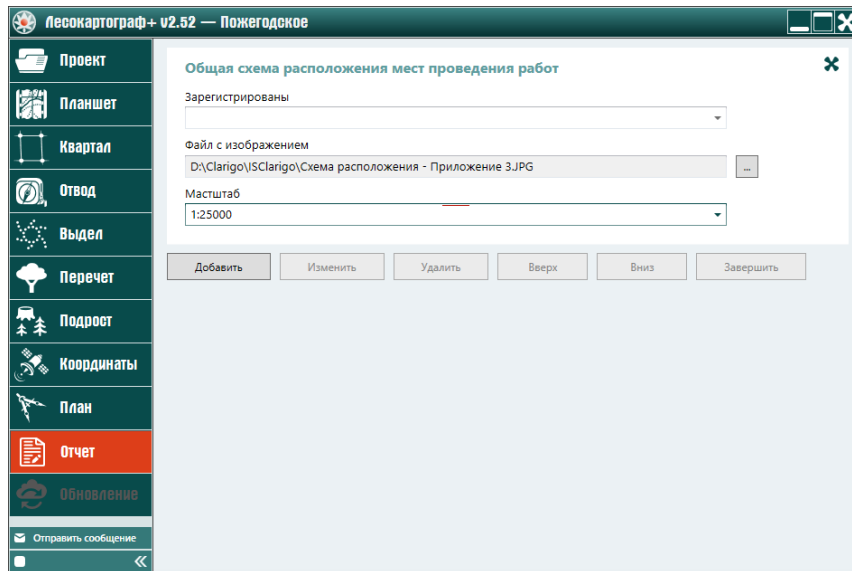 Лесокартограф+ v2.52 — Пожегодское
Проект
Планшет
Квартал
Отвод
Выдел
Перечет
Подрост
Координаты
План
Отчет
Обновление
Отправить сообщение
Общая схема расположения мест проведения работ
Зарегистрированы
Файл с изображением
D:\Clarigo\ISClarigo\Схема расположения - Приложение 3.JPG
...
Мастштаб
1:25000
Добавить Изменить Удалить Вверх Вниз Завершить